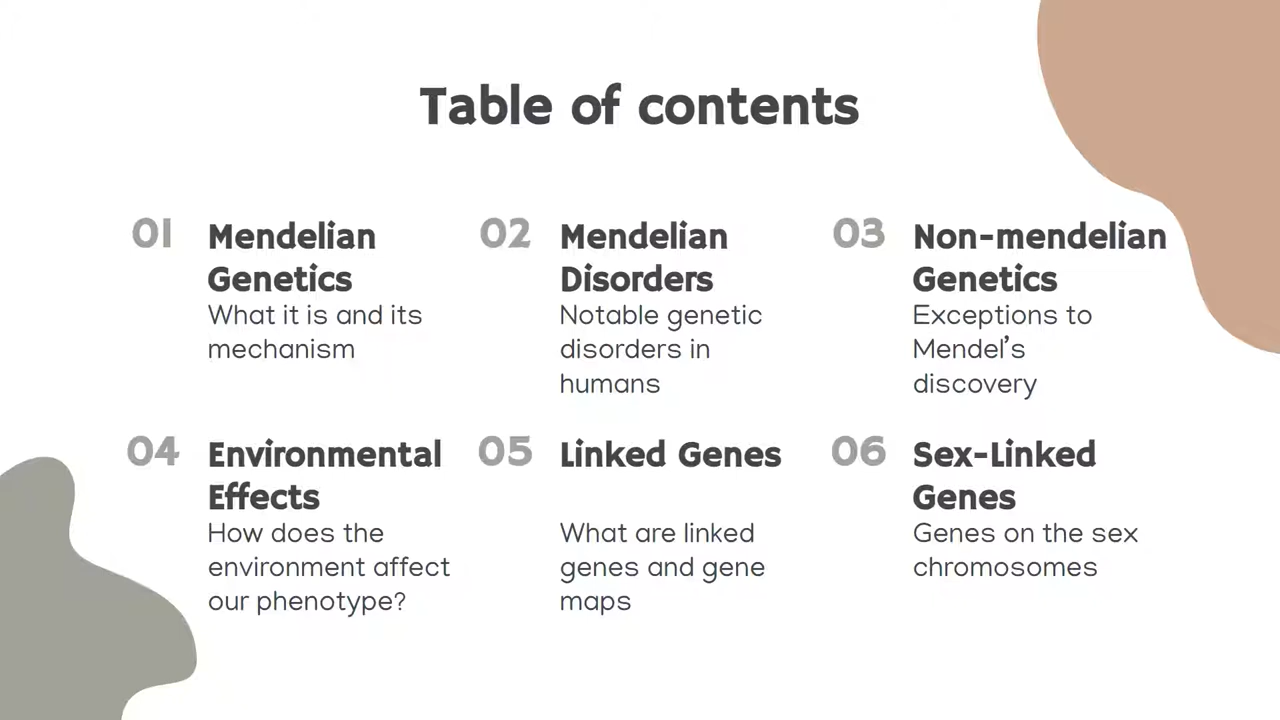 Table of contents
01
Mendelian
Genetics
What it is and its
mechanism
02
Mendelian
Disorders
Notable genetic
disorders in
humans
03
Non-mendelian
Genetics
Exceptions to
Mendel's
discovery
04
Environmental
Effects
How does the
environment affect
our phenotype?
05
Linked Genes
What are linked
genes and gene
maps
06
Sex-Linked
Genes
Genes on the sex
chromosomes